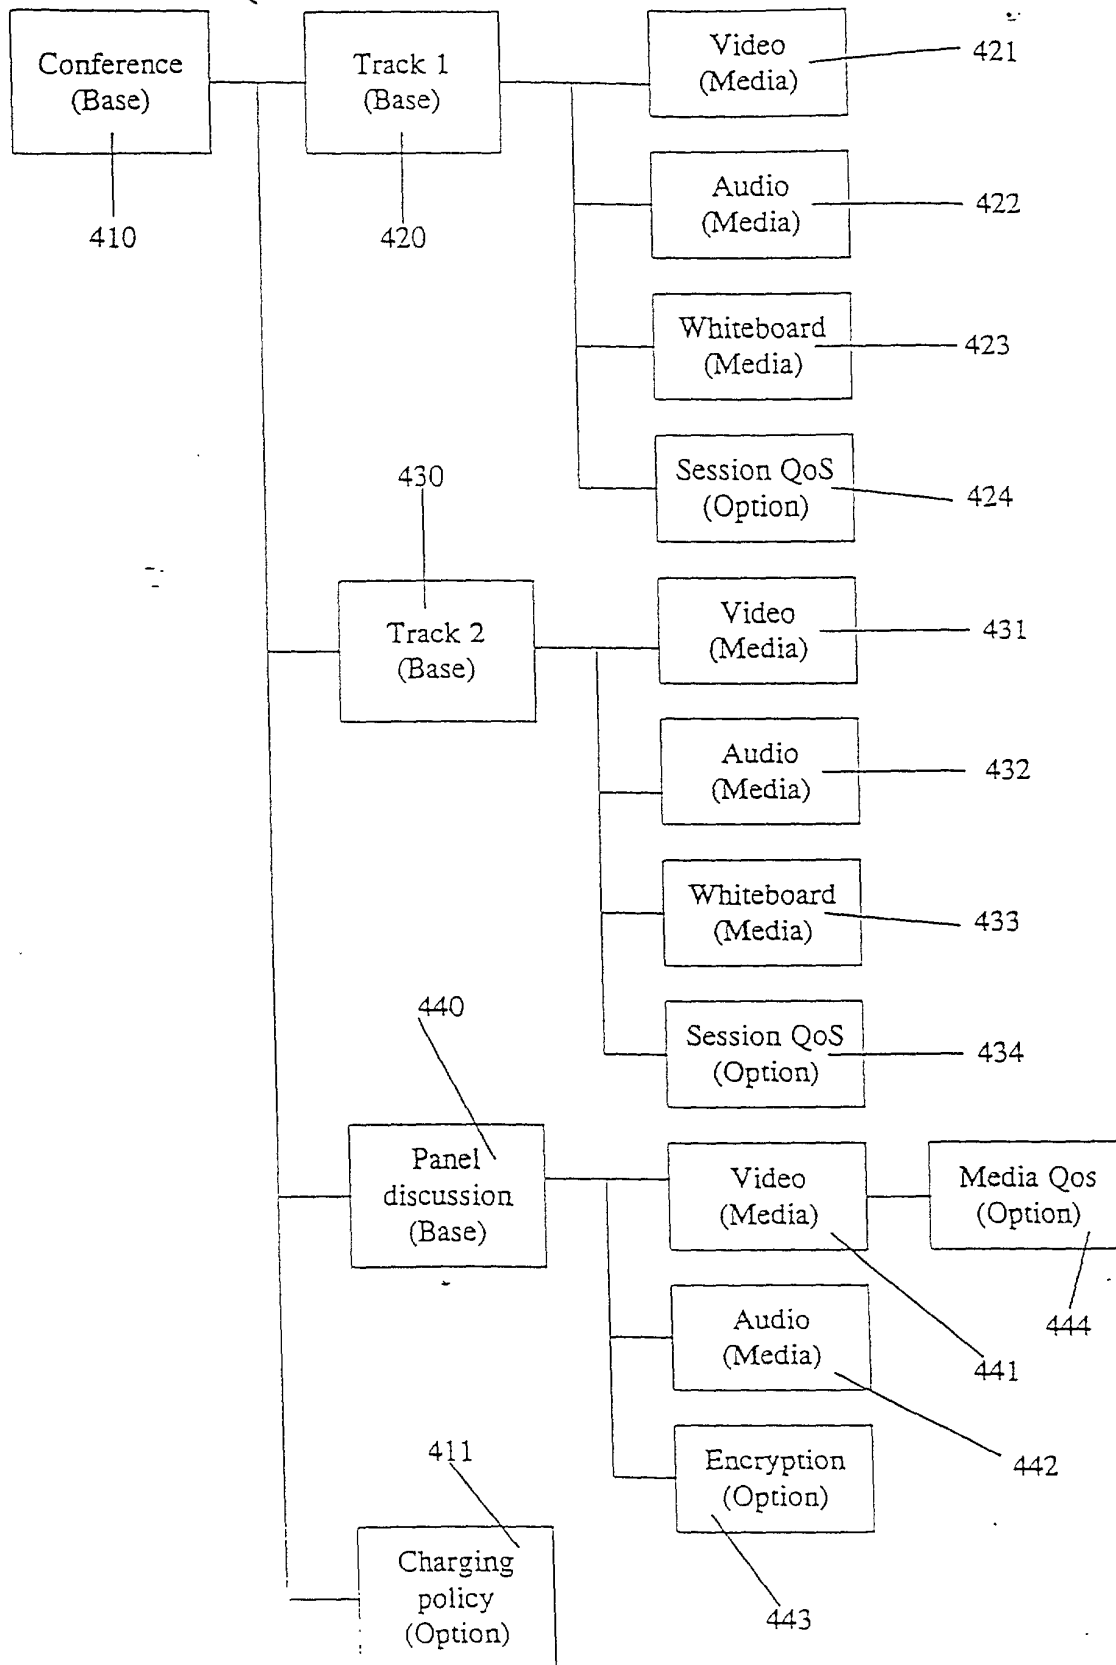 Conference
(Base)
410
Track 1
(Base)
420
Video
(Media)
421
Audio
(Media)
422
Whiteboard
(Media)
423
Session QoS
(Option)
424
430
Track 2
(Base)
Video
(Media)
431
Audio
(Media)
432
Whiteboard
(Media)
433
Session QoS
(Option)
434
440
Panel
discussion
(Base)
Video
(Media)
441
Media Qos
(Option)
444
Audio
(Media)
442
Encryption
(Option)
443
411
Charging
policy
(Option)